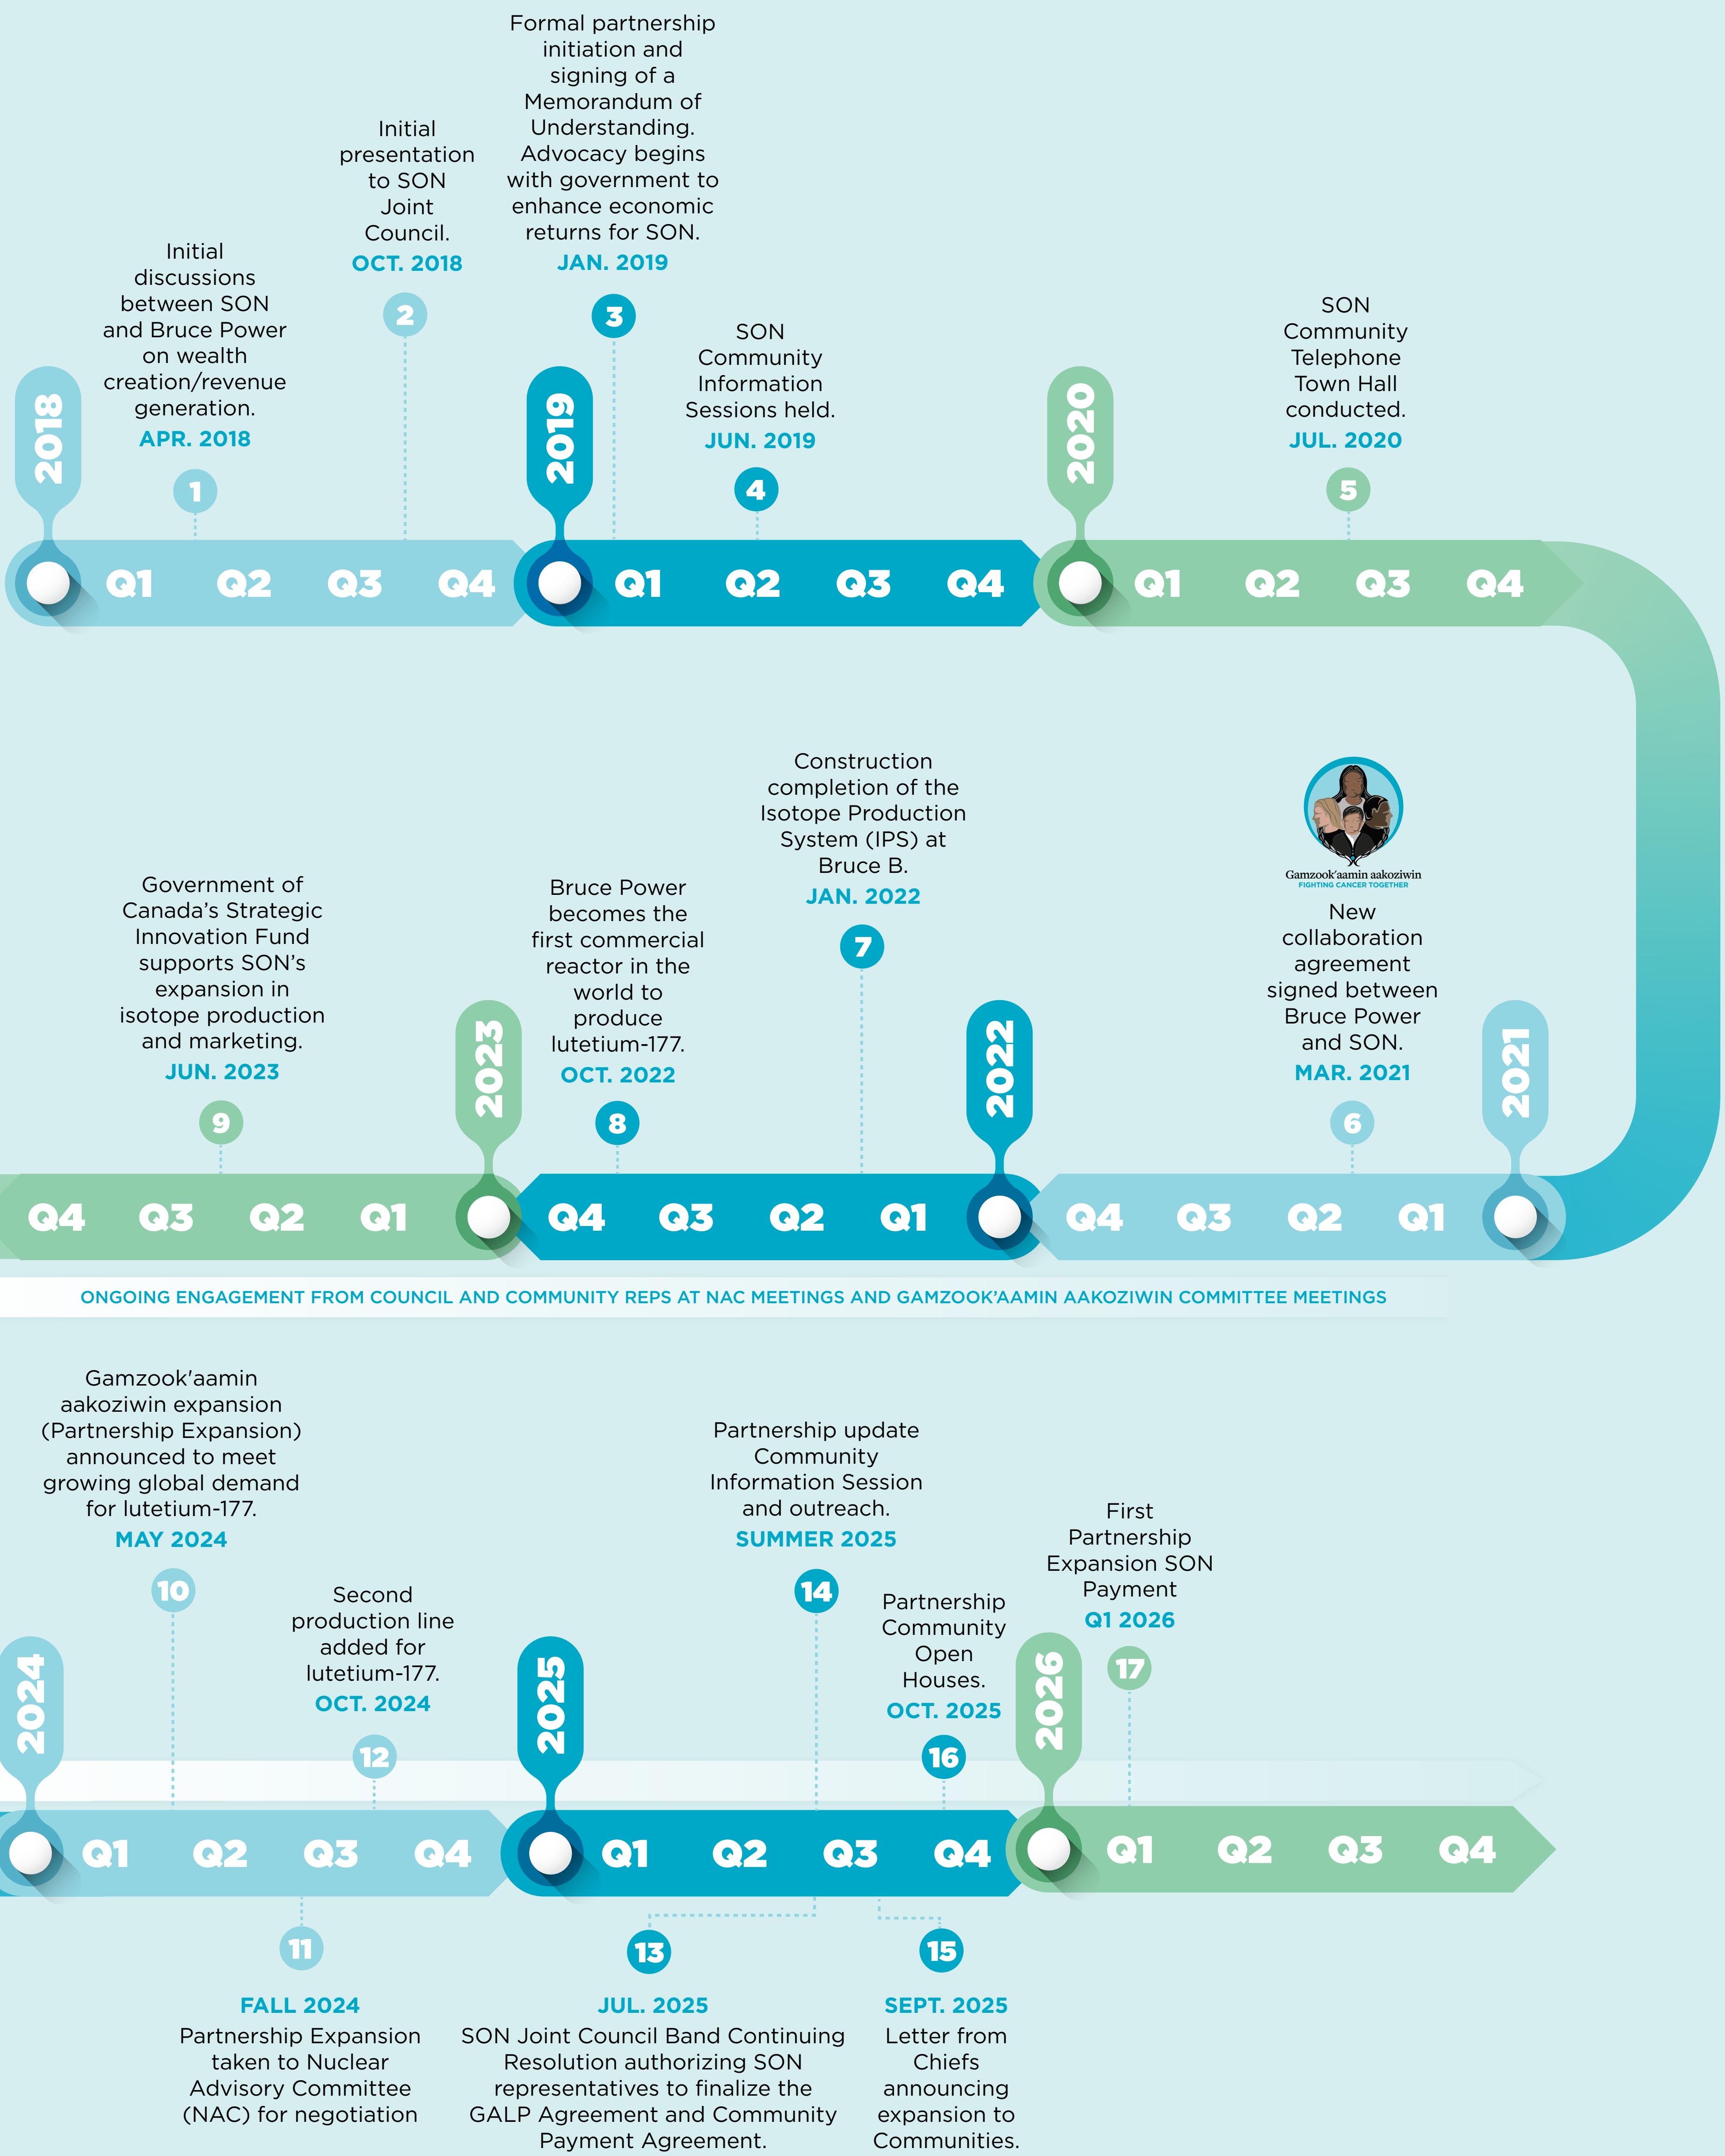 Initial
discussions
between SON
and Bruce Power
on wealth
creation/revenue
generation.
APR. 2018
1
Initial
presentation
to SON
Joint
Council.
OCT. 2018
2
Formal partnership
initiation and
signing of a
Memorandum of
Understanding.
Advocacy begins
with government to
enhance economic
returns for SON.
JAN. 2019
3
SON
Community
Information
Sessions held.
JUN. 2019
4
SON
Community
Telephone
Town Hall
conducted.
JUL. 2020
5
2018
Q1 Q2 Q3 Q4
2019
Q1 Q2 Q3 Q4
2020
Q1 Q2 Q3 Q4
Gamzook'aamin aakoziwin
FIGHTING CANCER TOGETHER
New
collaboration
agreement
signed between
Bruce Power
and SON.
MAR. 2021
6
Construction
completion of the
Isotope Production
System (IPS) at
Bruce B.
JAN. 2022
7
Bruce Power
becomes the
first commercial
reactor in the
world to
produce
lutetium-177.
OCT. 2022
8
Government of
Canada's Strategic
Innovation Fund
supports SON's
expansion in
isotope production
and marketing.
JUN. 2023
9
2023
2022
2021
Q4 Q3 Q2 Q1
Q4 Q3 Q2 Q1
Q4 Q3 Q2 Q1
ONGOING ENGAGEMENT FROM COUNCIL AND COMMUNITY REPS AT NAC MEETINGS AND GAMZOOK'AAMIN AAKOZIWIN COMMITTEE MEETINGS
Gamzook'aamin
aakoziwin expansion
(Partnership Expansion)
announced to meet
growing global demand
for lutetium-177.
MAY 2024
10
Second
production line
added for
lutetium-177.
OCT. 2024
12
Partnership update
Community
Information Session
and outreach.
SUMMER 2025
14
Partnership
Community
Open
Houses.
OCT. 2025
16
First
Partnership
Expansion SON
Payment
Q1 2026
17
2024
Q1 Q2 Q3 Q4
2025
Q1 Q2 Q3 Q4
2026
Q1 Q2 Q3 Q4
11
FALL 2024
Partnership Expansion
taken to Nuclear
Advisory Committee
(NAC) for negotiation
13
JUL. 2025
SON Joint Council Band Continuing
Resolution authorizing SON
representatives to finalize the
GALP Agreement and Community
Payment Agreement.
15
SEPT. 2025
Letter from
Chiefs
announcing
expansion to
Communities.